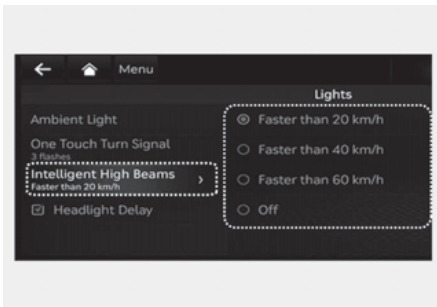 Menu
Lights
Ambient Light
One Touch Turn Signal
3 flashes
Intelligent High Beams
Faster than 20 km/h
Headlight Delay
Faster than 20 km/h
Faster than 40 km/h
Faster than 60 km/h
Off